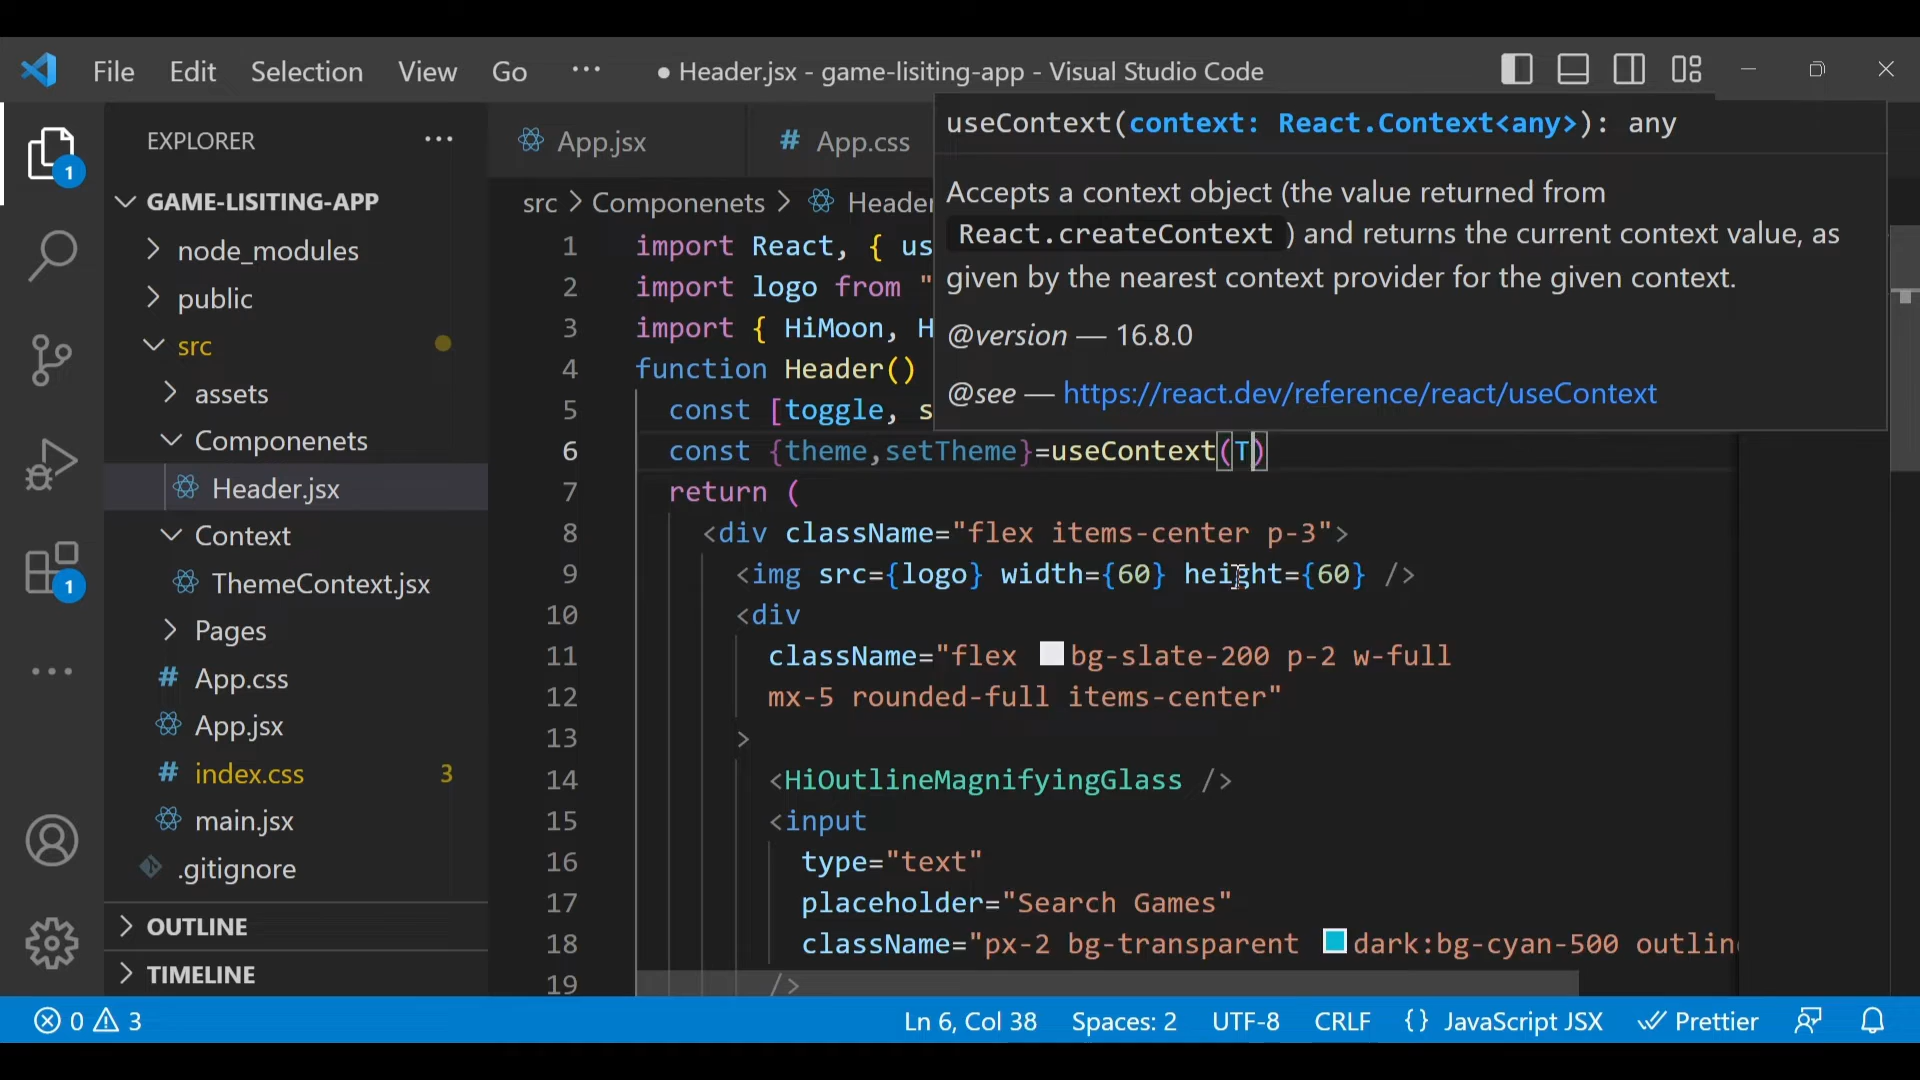 File Edit Selection View Go ··· ● Header.jsx - game-lisiting-app - Visual Studio Code
EXPLORER ···
GAME-LISITING-APP
node_modules
public
src
assets
Componenets
Header.jsx
Context
ThemeContext.jsx
Pages
# App.css
App.jsx
# index.css 3
main.jsx
.gitignore
OUTLINE
TIMELINE
1
1
App.jsx # App.css
src > Componenets > Header
useContext(context: React.Context<any>): any
Accepts a context object (the value returned from
React.createContext ) and returns the current context value, as
given by the nearest context provider for the given context.
@version — 16.8.0
@see — https://react.dev/reference/react/useContext
1 import React, { us
2 import logo from "
3 import { HiMoon, H
4 function Header()
5 const [toggle, s
6 const {theme,setTheme}=useContext(T)
7 return (
8 <div className="flex items-center p-3">
9 <img src={logo} width={60} height={60} />
10 <div
11 className="flex bg-slate-200 p-2 w-full
12 mx-5 rounded-full items-center"
13 >
14 <HiOutlineMagnifyingGlass />
15 <input
16 type="text"
17 placeholder="Search Games"
18 className="px-2 bg-transparent dark:bg-cyan-500 outlin
19 />
0 3 Ln 6, Col 38 Spaces: 2 UTF-8 CRLF {} JavaScript JSX Prettier